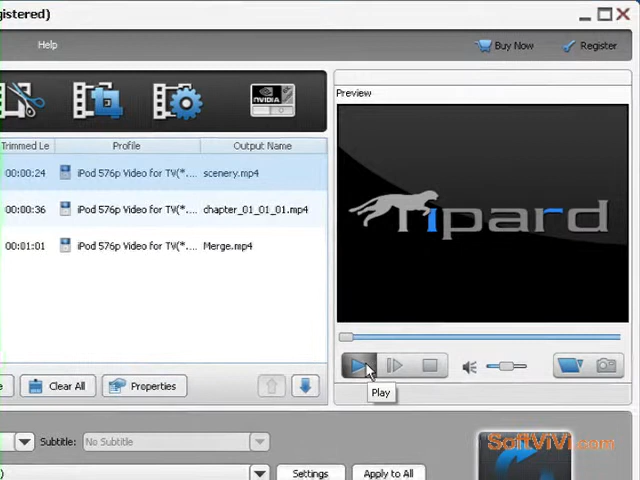 gistered)
Help
Buy Now
Register
NVIDIA
Preview
Trimmed Le
Profile
Output Name
00:00:24
iPod 576p Video for TV(*....
scenery.mp4
00:00:36
iPod 576p Video for TV(*....
chapter_01_01_01.mp4
00:01:01
iPod 576p Video for TV(*....
Merge.mp4
Tipard
e
Clear All
Properties
Play
Subtitle:
No Subtitle
SoftViVi.com
)
Settings
Apply to All